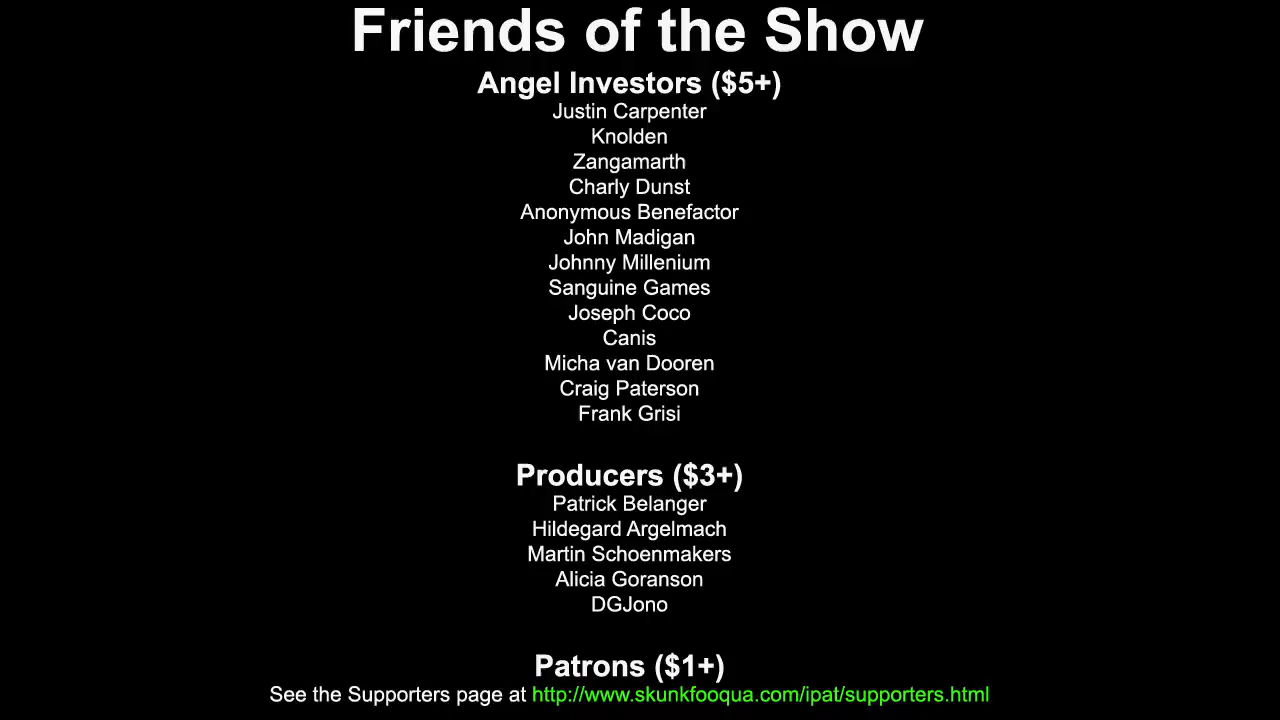 Friends of the Show
Angel Investors ($5+)
Justin Carpenter
Knolden
Zangamarth
Charly Dunst
Anonymous Benefactor
John Madigan
Johnny Millenium
Sanguine Games
Joseph Coco
Canis
Micha van Dooren
Craig Paterson
Frank Grisi
Producers ($3+)
Patrick Belanger
Hildegard Argelmach
Martin Schoenmakers
Alicia Goranson
DGJono
Patrons ($1+)
See the Supporters page at http://www.skunkfooqua.com/ipat/supporters.html